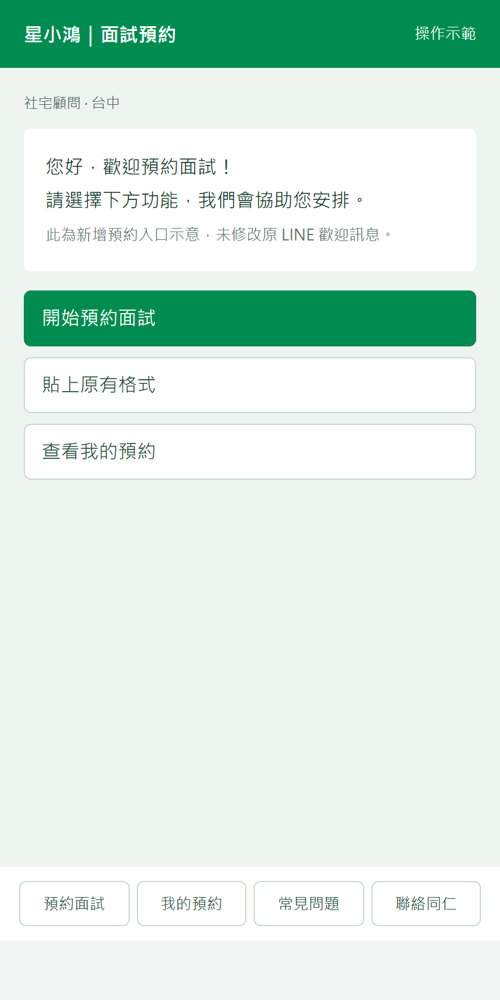 星小鴻｜面試預約
操作示範
社宅顧問 · 台中
您好，歡迎預約面試！
請選擇下方功能，我們會協助您安排。
此為新增預約入口示意，未修改原 LINE 歡迎訊息。
開始預約面試
貼上原有格式
查看我的預約
預約面試
我的預約
常見問題
聯絡同仁